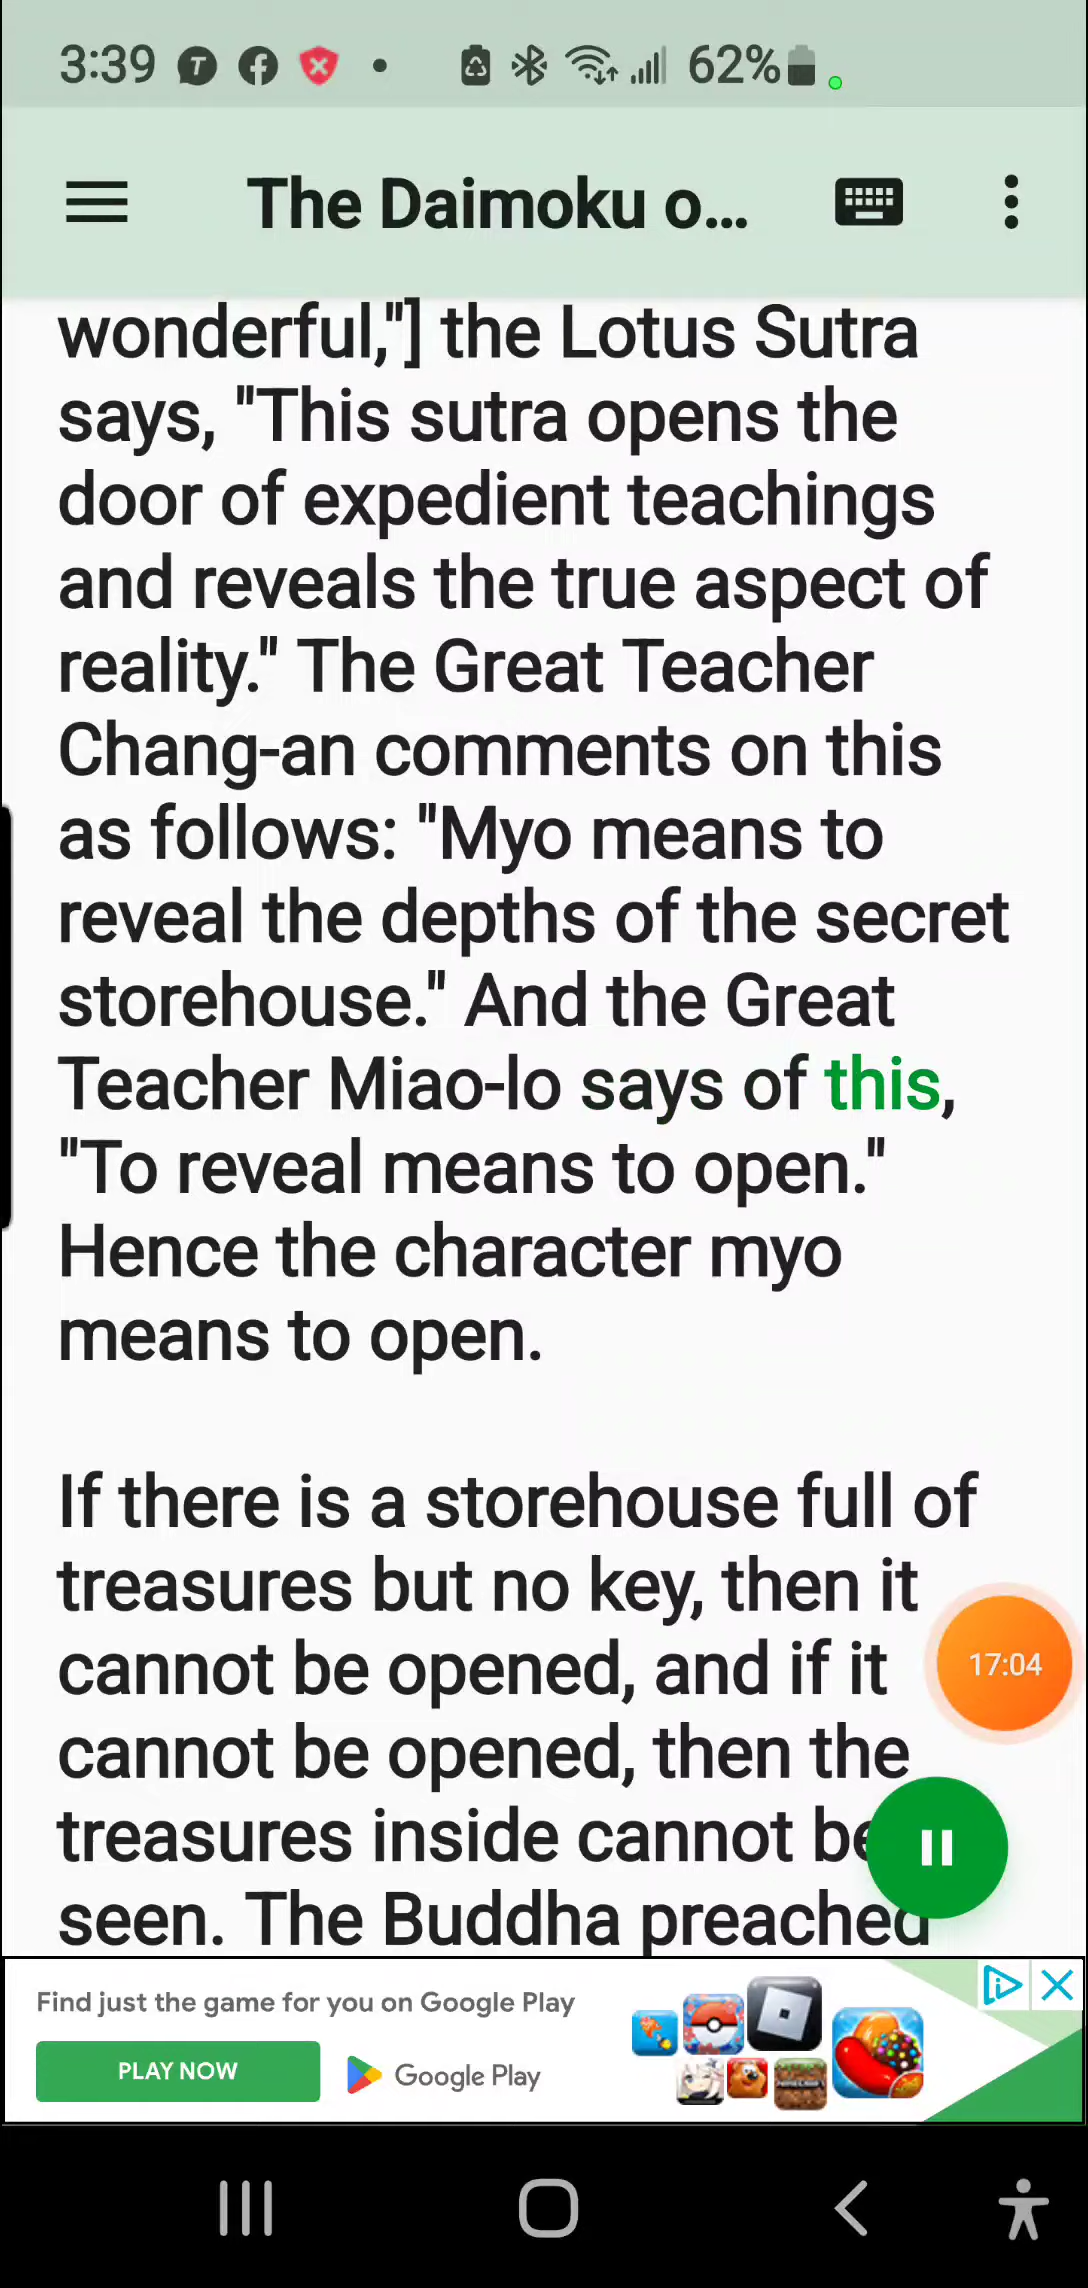 3:39
62%
The Daimoku o...
wonderful,"] the Lotus Sutra
says, "This sutra opens the
door of expedient teachings
and reveals the true aspect of
reality." The Great Teacher
Chang-an comments on this
as follows: "Myo means to
reveal the depths of the secret
storehouse." And the Great
Teacher Miao-lo says of this,
"To reveal means to open."
Hence the character myo
means to open.
If there is a storehouse full of
treasures but no key, then it
cannot be opened, and if it
17:04
cannot be opened, then the
treasures inside cannot be
seen. The Buddha preached
Find just the game for you on Google Play
PLAY NOW
Google Play